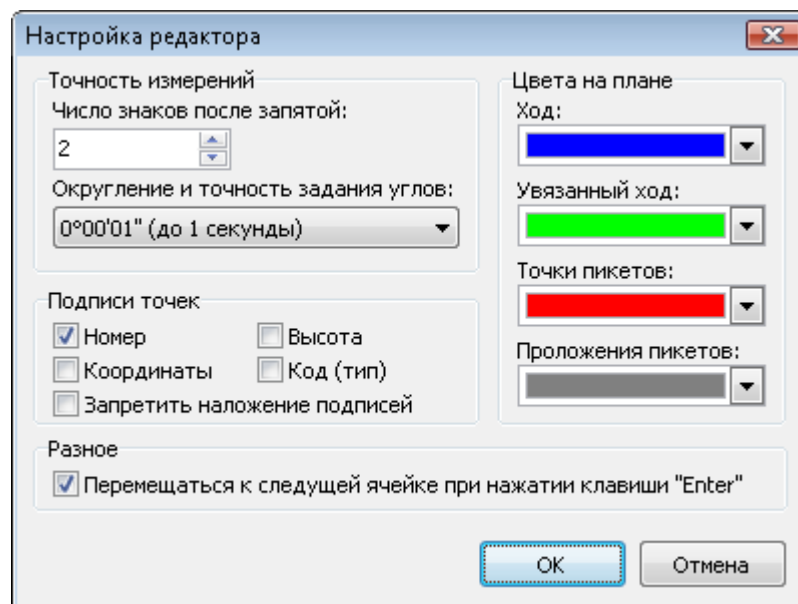 Настройка редактора
Точность измерений
Число знаков после запятой:
2
Округление и точность задания углов:
0°00'01" (до 1 секунды)
Подписи точек
Номер
Высота
Координаты
Код (тип)
Запретить наложение подписей
Цвета на плане
Ход:
Увязанный ход:
Точки пикетов:
Проложения пикетов:
Разное
Перемещаться к следущей ячейке при нажатии клавиши "Enter"
OK
Отмена